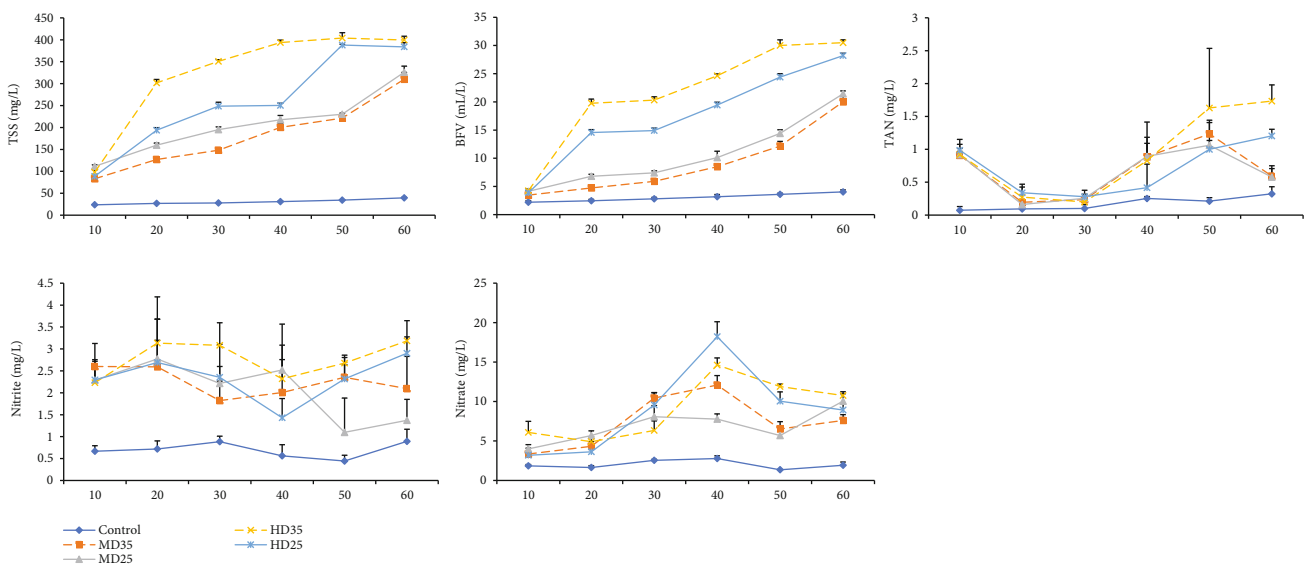 TSS (mg/L)
450
400
350
300
250
200
150
100
50
0
10 20 30 40 50 60
BFV (mL/L)
35
30
25
20
15
10
5
0
10 20 30 40 50 60
TAN (mg/L)
3
2.5
2
1.5
1
0.5
0
10 20 30 40 50 60
Nitrite (mg/L)
4.5
4
3.5
3
2.5
2
1.5
1
0.5
0
10 20 30 40 50 60
Nitrate (mg/L)
25
20
15
10
5
0
10 20 30 40 50 60
Control
MD35
MD25
HD35
HD25